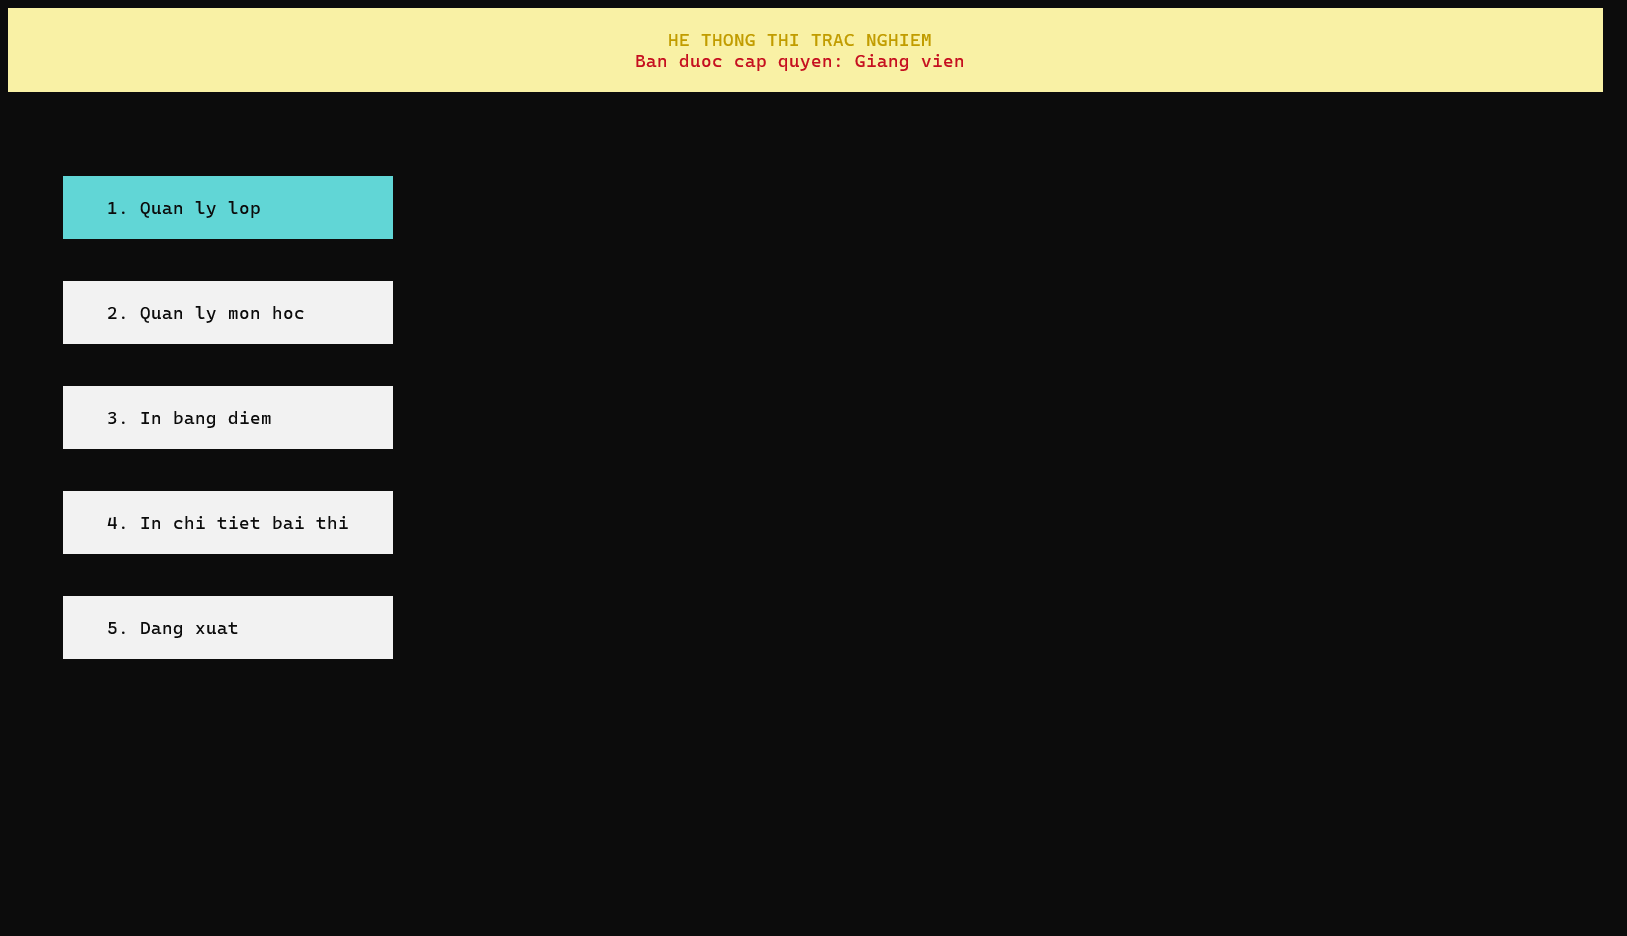 HE THONG THI TRAC NGHIEM
Ban duoc cap quyen: Giang vien
1. Quan ly lop
2. Quan ly mon hoc
3. In bang diem
4. In chi tiet bai thi
5. Dang xuat